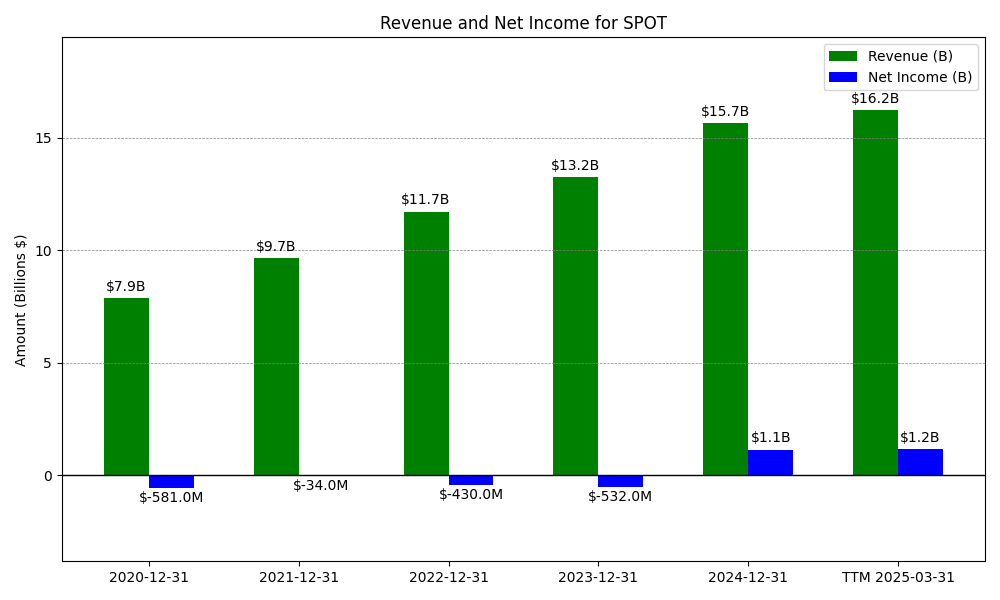 Revenue and Net Income for SPOT
Revenue (B)
Net Income (B)
Amount (Billions $)
15
10
5
0
$7.9B
$-581.0M
$9.7B
$-34.0M
$11.7B
$-430.0M
$13.2B
$-532.0M
$15.7B
$1.1B
$16.2B
$1.2B
2020-12-31
2021-12-31
2022-12-31
2023-12-31
2024-12-31
TTM 2025-03-31